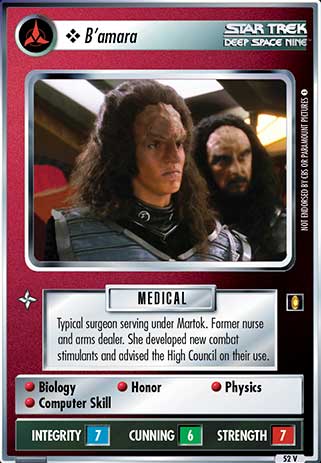 ❖ B'amara
STAR TREK
DEEP SPACE NINE
NOT ENDORSED BY CBS OR PARAMOUNT PICTURES
MEDICAL
Typical surgeon serving under Martok. Former nurse
and arms dealer. She developed new combat
stimulants and advised the High Council on their use.
Biology Honor Physics
Computer Skill
INTEGRITY 7 CUNNING 6 STRENGTH 7
52 V